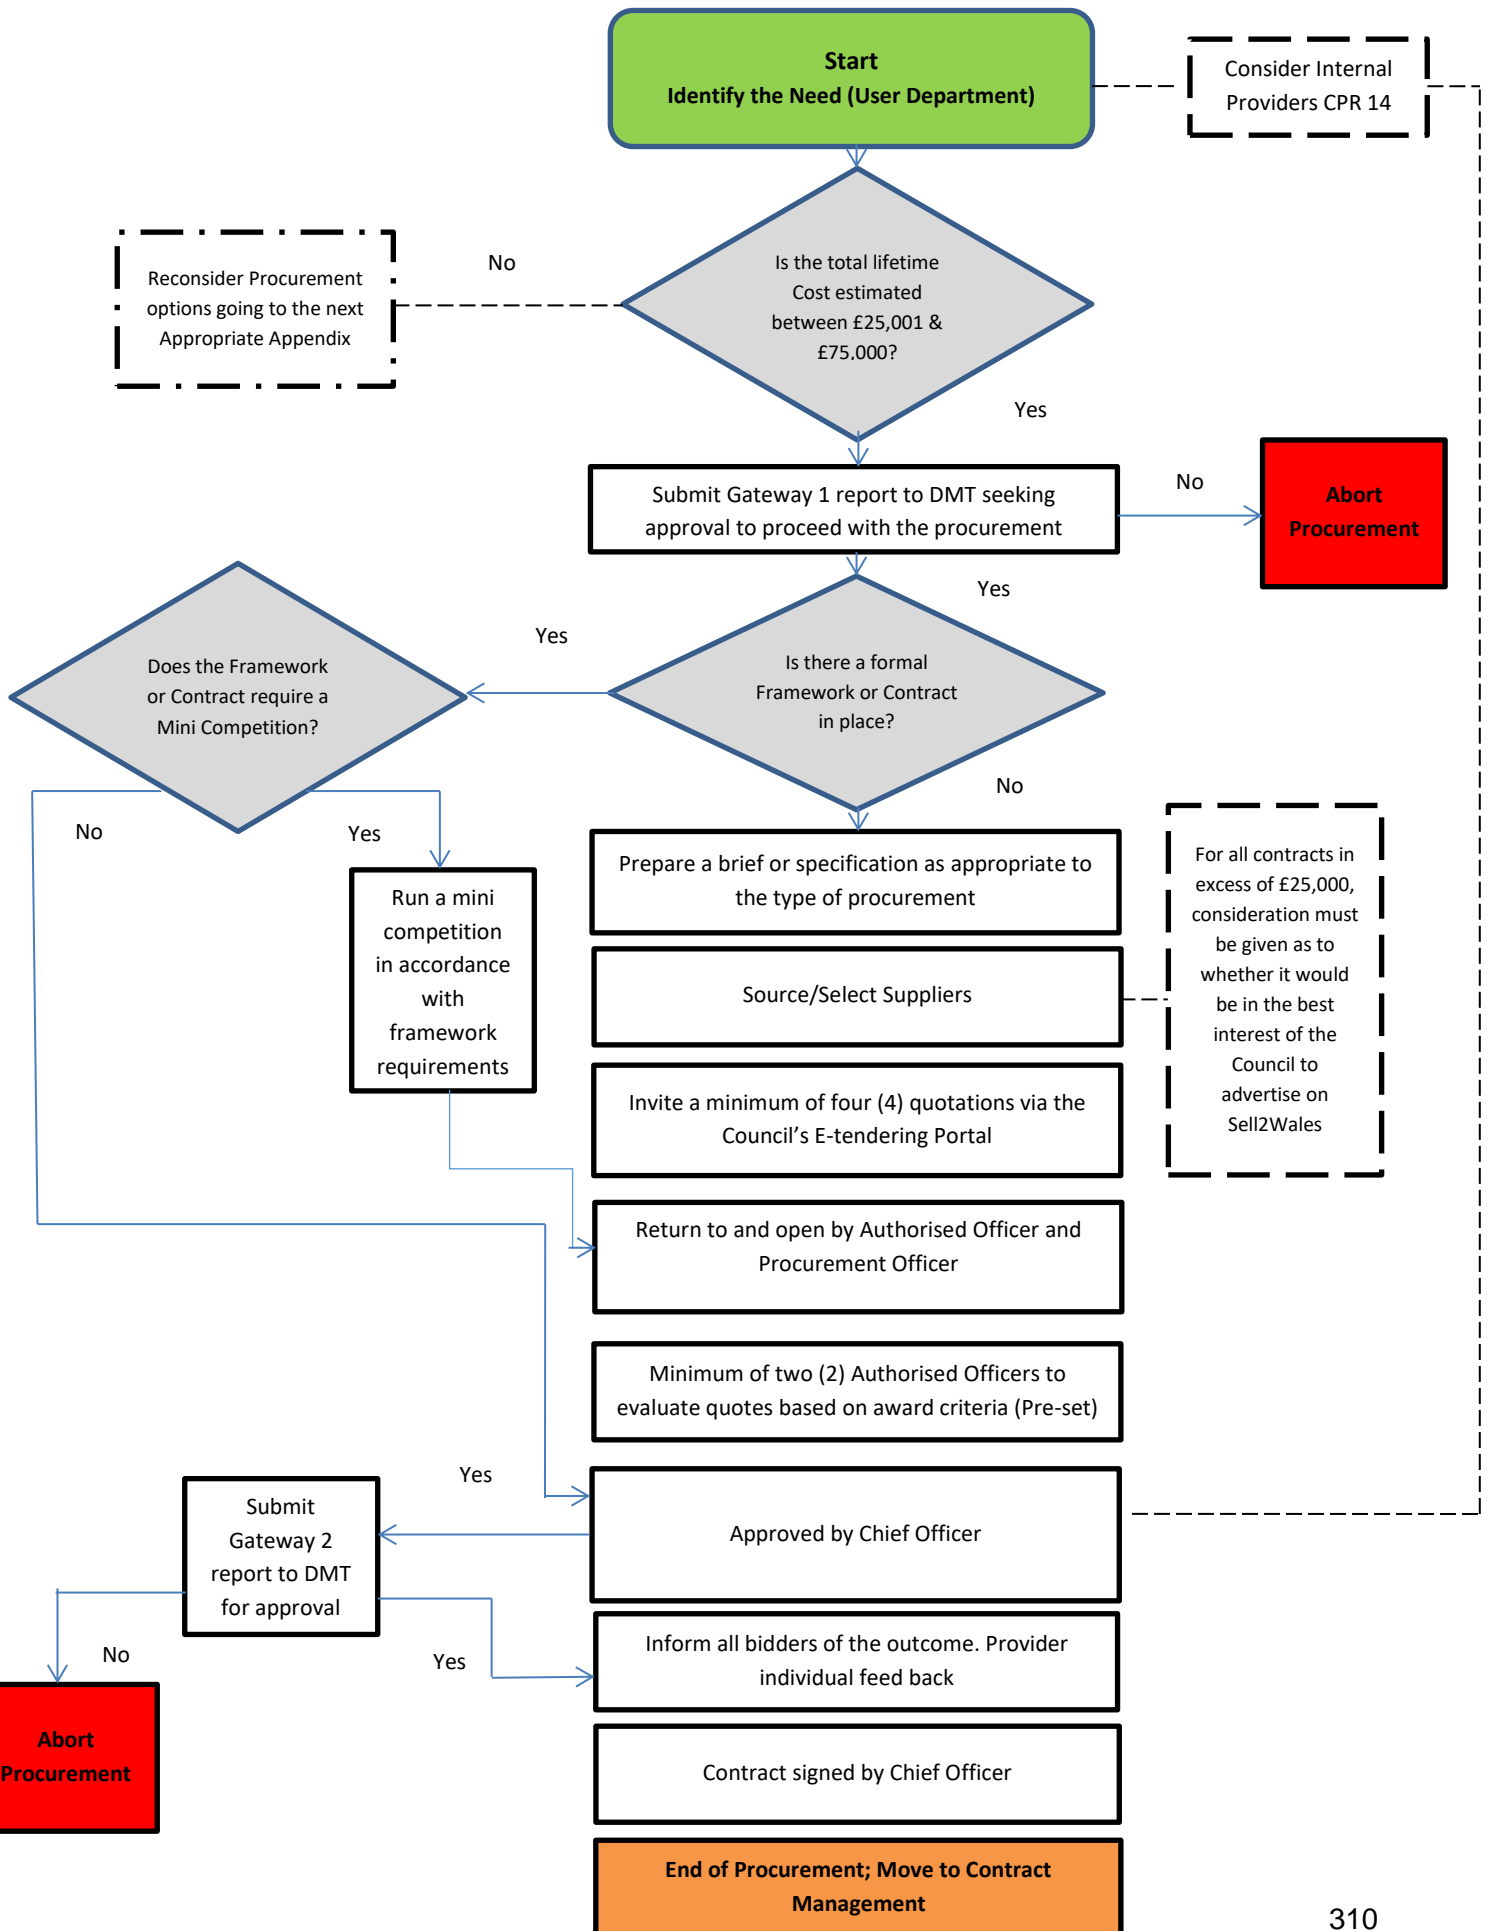 Start
Identify the Need (User Department)
Consider Internal
Providers CPR 14
Is the total lifetime
Cost estimated
between £25,001 &
£75,000?
No
Reconsider Procurement
options going to the next
Appropriate Appendix
Yes
Submit Gateway 1 report to DMT seeking
approval to proceed with the procurement
No
Abort
Procurement
Yes
Is there a formal
Framework or Contract
in place?
Yes
Does the Framework
or Contract require a
Mini Competition?
No
No
Yes
Prepare a brief or specification as appropriate to
the type of procurement
For all contracts in
excess of £25,000,
consideration must
be given as to
whether it would
be in the best
interest of the
Council to
advertise on
Sell2Wales
Run a mini
competition
in accordance
with
framework
requirements
Source/Select Suppliers
Invite a minimum of four (4) quotations via the
Council’s E-tendering Portal
Return to and open by Authorised Officer and
Procurement Officer
Minimum of two (2) Authorised Officers to
evaluate quotes based on award criteria (Pre-set)
Yes
Approved by Chief Officer
Submit
Gateway 2
report to DMT
for approval
No
Yes
Inform all bidders of the outcome. Provider
individual feed back
Abort
Procurement
Contract signed by Chief Officer
End of Procurement; Move to Contract
Management
310